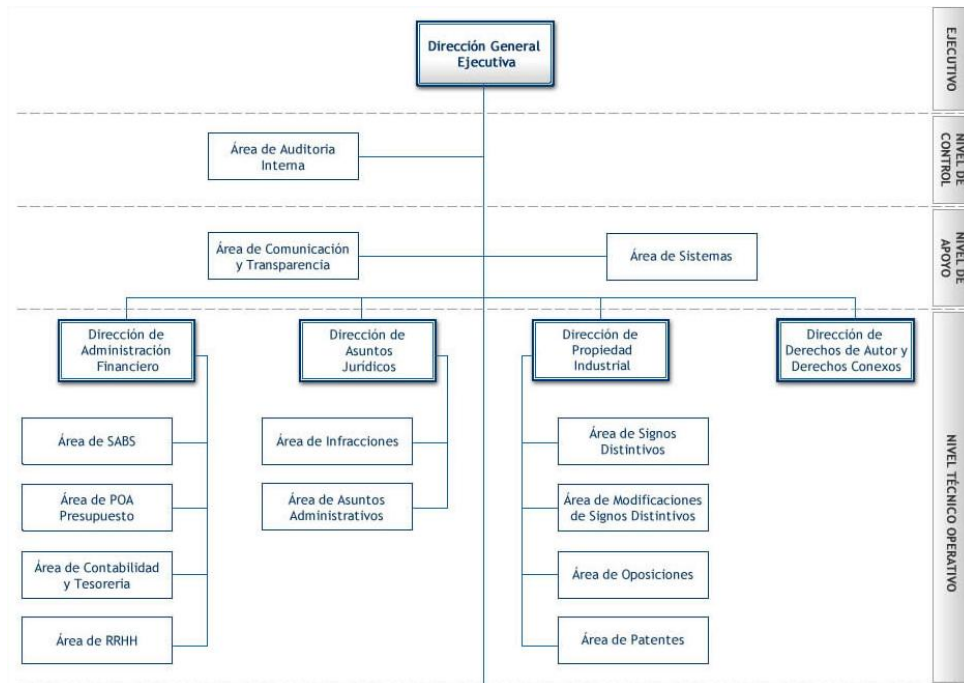 Dirección General
Ejecutiva
EJECUTIVO
Área de Auditoria
Interna
NIVEL DE
CONTROL
Área de Comunicación
y Transparencia
Área de Sistemas
NIVEL DE
APOYO
Dirección de
Administración
Financiero
Dirección de
Asuntos
Jurídicos
Dirección de
Propiedad
Industrial
Dirección de
Derechos de Autor y
Derechos Conexos
Área de SABS
Área de Infracciones
Área de Signos
Distintivos
Área de POA
Presupuesto
Área de Asuntos
Administrativos
Área de Modificaciones
de Signos Distintivos
Área de Contabilidad
y Tesoreria
Área de Oposiciones
Área de RRHH
Área de Patentes
NIVEL TÉCNICO OPERATIVO